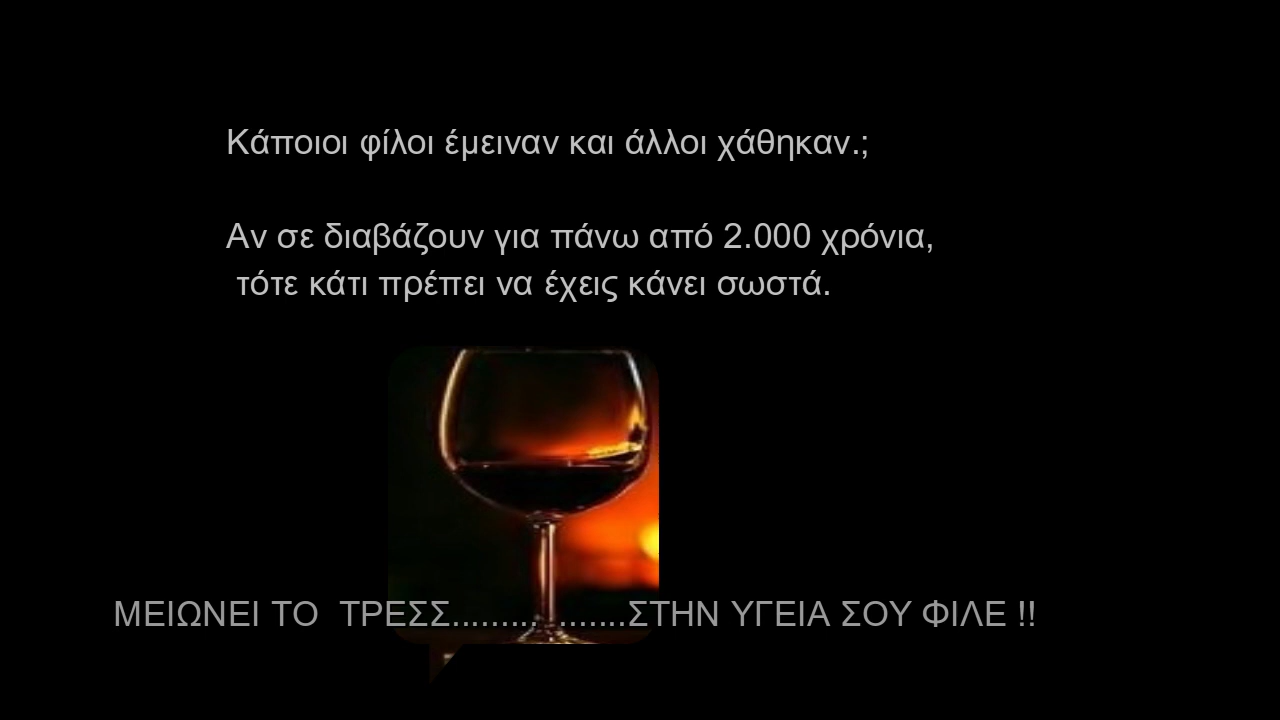 Κάποιοι φίλοι έμειναν και άλλοι χάθηκαν.;
Αν σε διαβάζουν για πάνω από 2.000 χρόνια,
τότε κάτι πρέπει να έχεις κάνει σωστά.
ΜΕΙΩΝΕΙ ΤΟ  ΤΡΕΣΣ......... .......ΣΤΗΝ ΥΓΕΙΑ ΣΟΥ ΦΙΛΕ !!